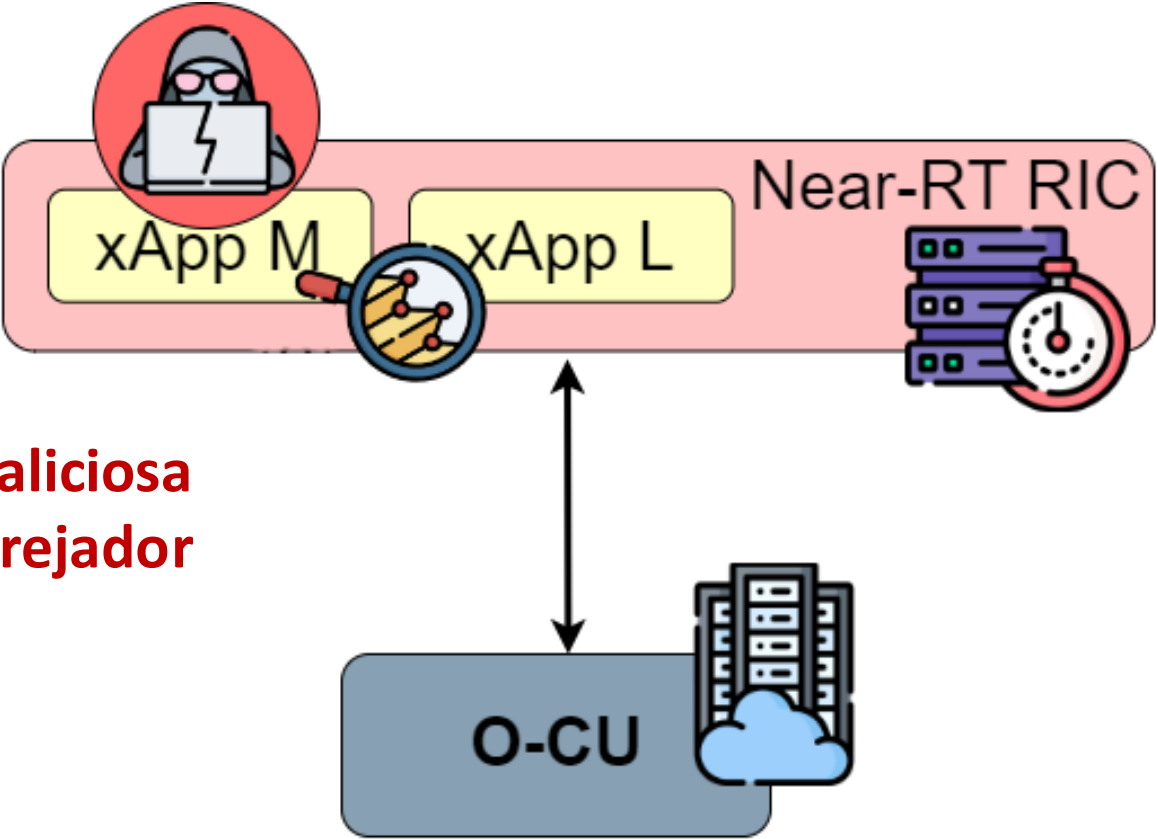 Near-RT RIC
xApp M
xApp L
aliciosa
rejador
O-CU